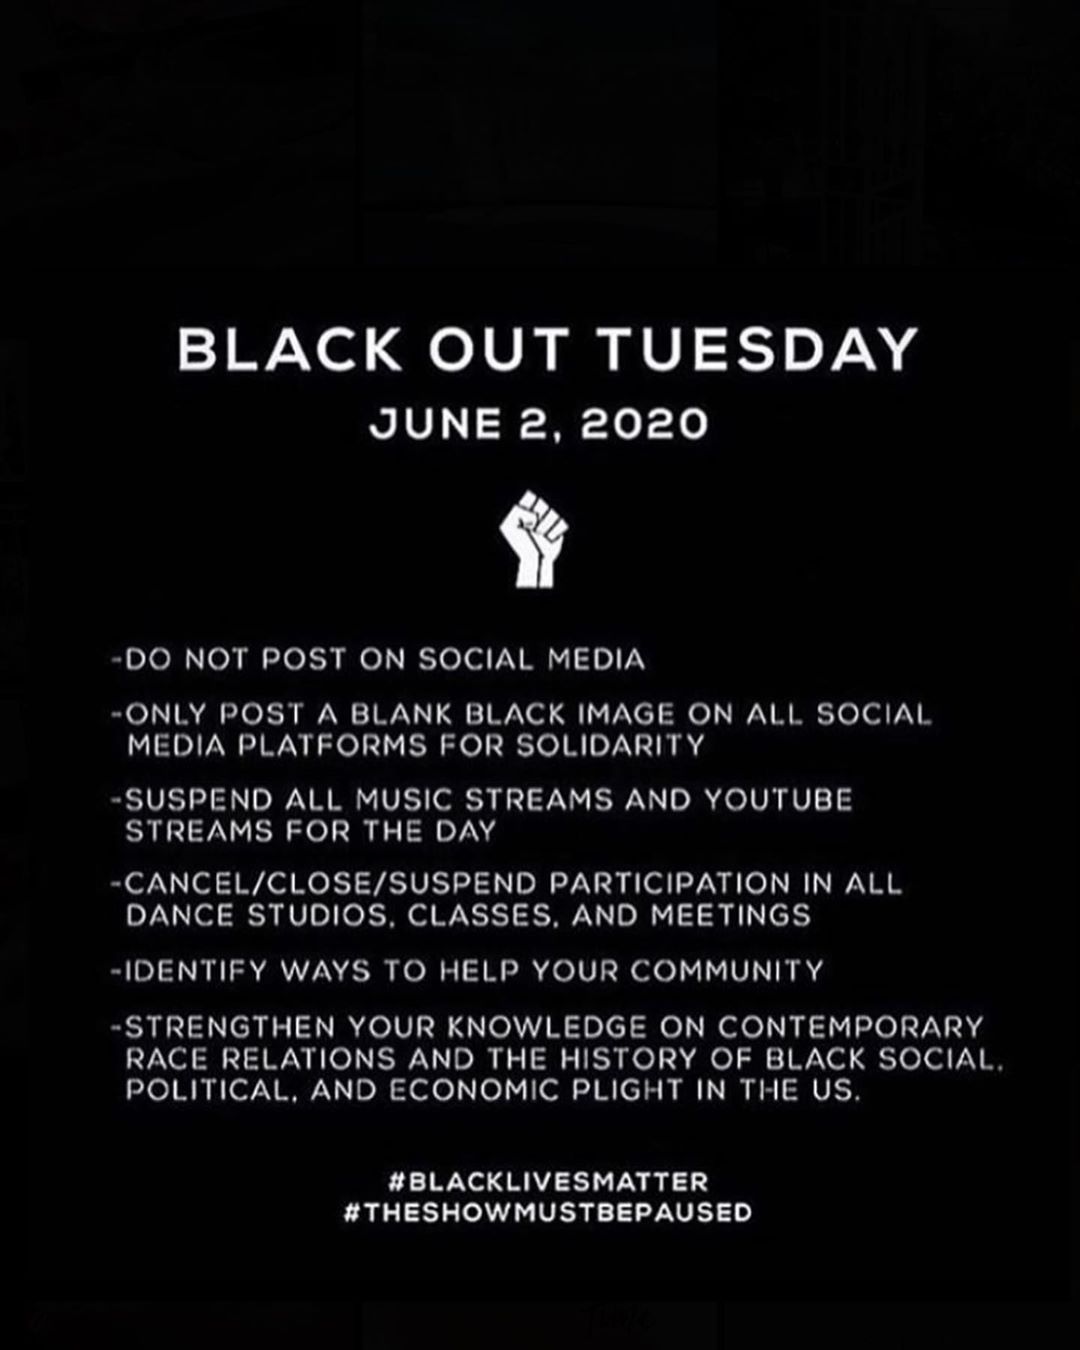 BLACK OUT TUESDAY
JUNE 2, 2020
-DO NOT POST ON SOCIAL MEDIA
-ONLY POST A BLANK BLACK IMAGE ON ALL SOCIAL
MEDIA PLATFORMS FOR SOLIDARITY
-SUSPEND ALL MUSIC STREAMS AND YOUTUBE
STREAMS FOR THE DAY
-CANCEL/CLOSE/SUSPEND PARTICIPATION IN ALL
DANCE STUDIOS, CLASSES, AND MEETINGS
-IDENTIFY WAYS TO HELP YOUR COMMUNITY
-STRENGTHEN YOUR KNOWLEDGE ON CONTEMPORARY
RACE RELATIONS AND THE HISTORY OF BLACK SOCIAL,
POLITICAL, AND ECONOMIC PLIGHT IN THE US.
#BLACKLIVESMATTER
#THESHOWMUSTBEPAUSED